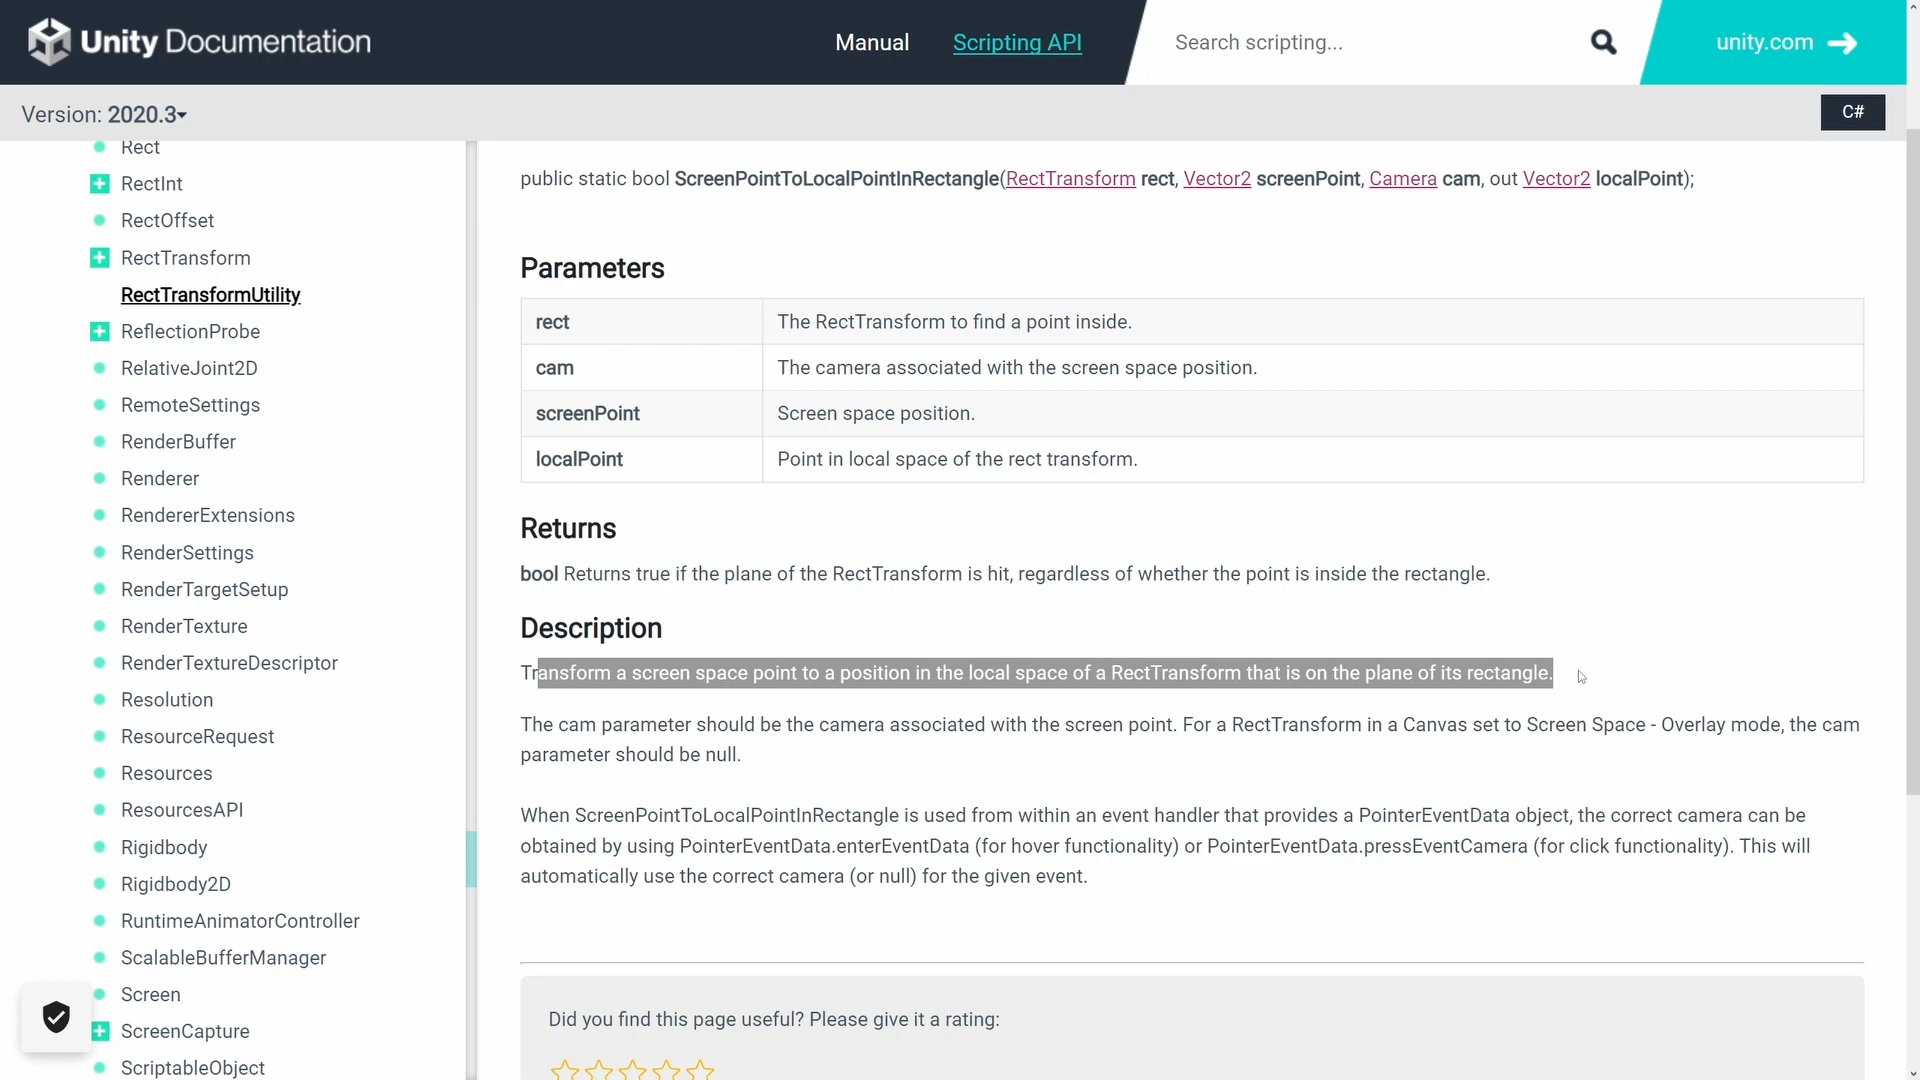 Unity Documentation
Manual
Scripting API
Search scripting...
unity.com
Version: 2020.3
C#
Rect
RectInt
RectOffset
RectTransform
RectTransformUtility
ReflectionProbe
RelativeJoint2D
RemoteSettings
RenderBuffer
Renderer
RendererExtensions
RenderSettings
RenderTargetSetup
RenderTexture
RenderTextureDescriptor
Resolution
ResourceRequest
Resources
ResourcesAPI
Rigidbody
Rigidbody2D
RuntimeAnimatorController
ScalableBufferManager
Screen
ScreenCapture
ScriptableObject
public static bool ScreenPointToLocalPointInRectangle(RectTransform rect, Vector2 screenPoint, Camera cam, out Vector2 localPoint);
Parameters
rect The RectTransform to find a point inside.
cam The camera associated with the screen space position.
screenPoint Screen space position.
localPoint Point in local space of the rect transform.
Returns
bool Returns true if the plane of the RectTransform is hit, regardless of whether the point is inside the rectangle.
Description
Transform a screen space point to a position in the local space of a RectTransform that is on the plane of its rectangle.
The cam parameter should be the camera associated with the screen point. For a RectTransform in a Canvas set to Screen Space - Overlay mode, the cam
parameter should be null.
When ScreenPointToLocalPointInRectangle is used from within an event handler that provides a PointerEventData object, the correct camera can be
obtained by using PointerEventData.enterEventData (for hover functionality) or PointerEventData.pressEventCamera (for click functionality). This will
automatically use the correct camera (or null) for the given event.
Did you find this page useful? Please give it a rating: